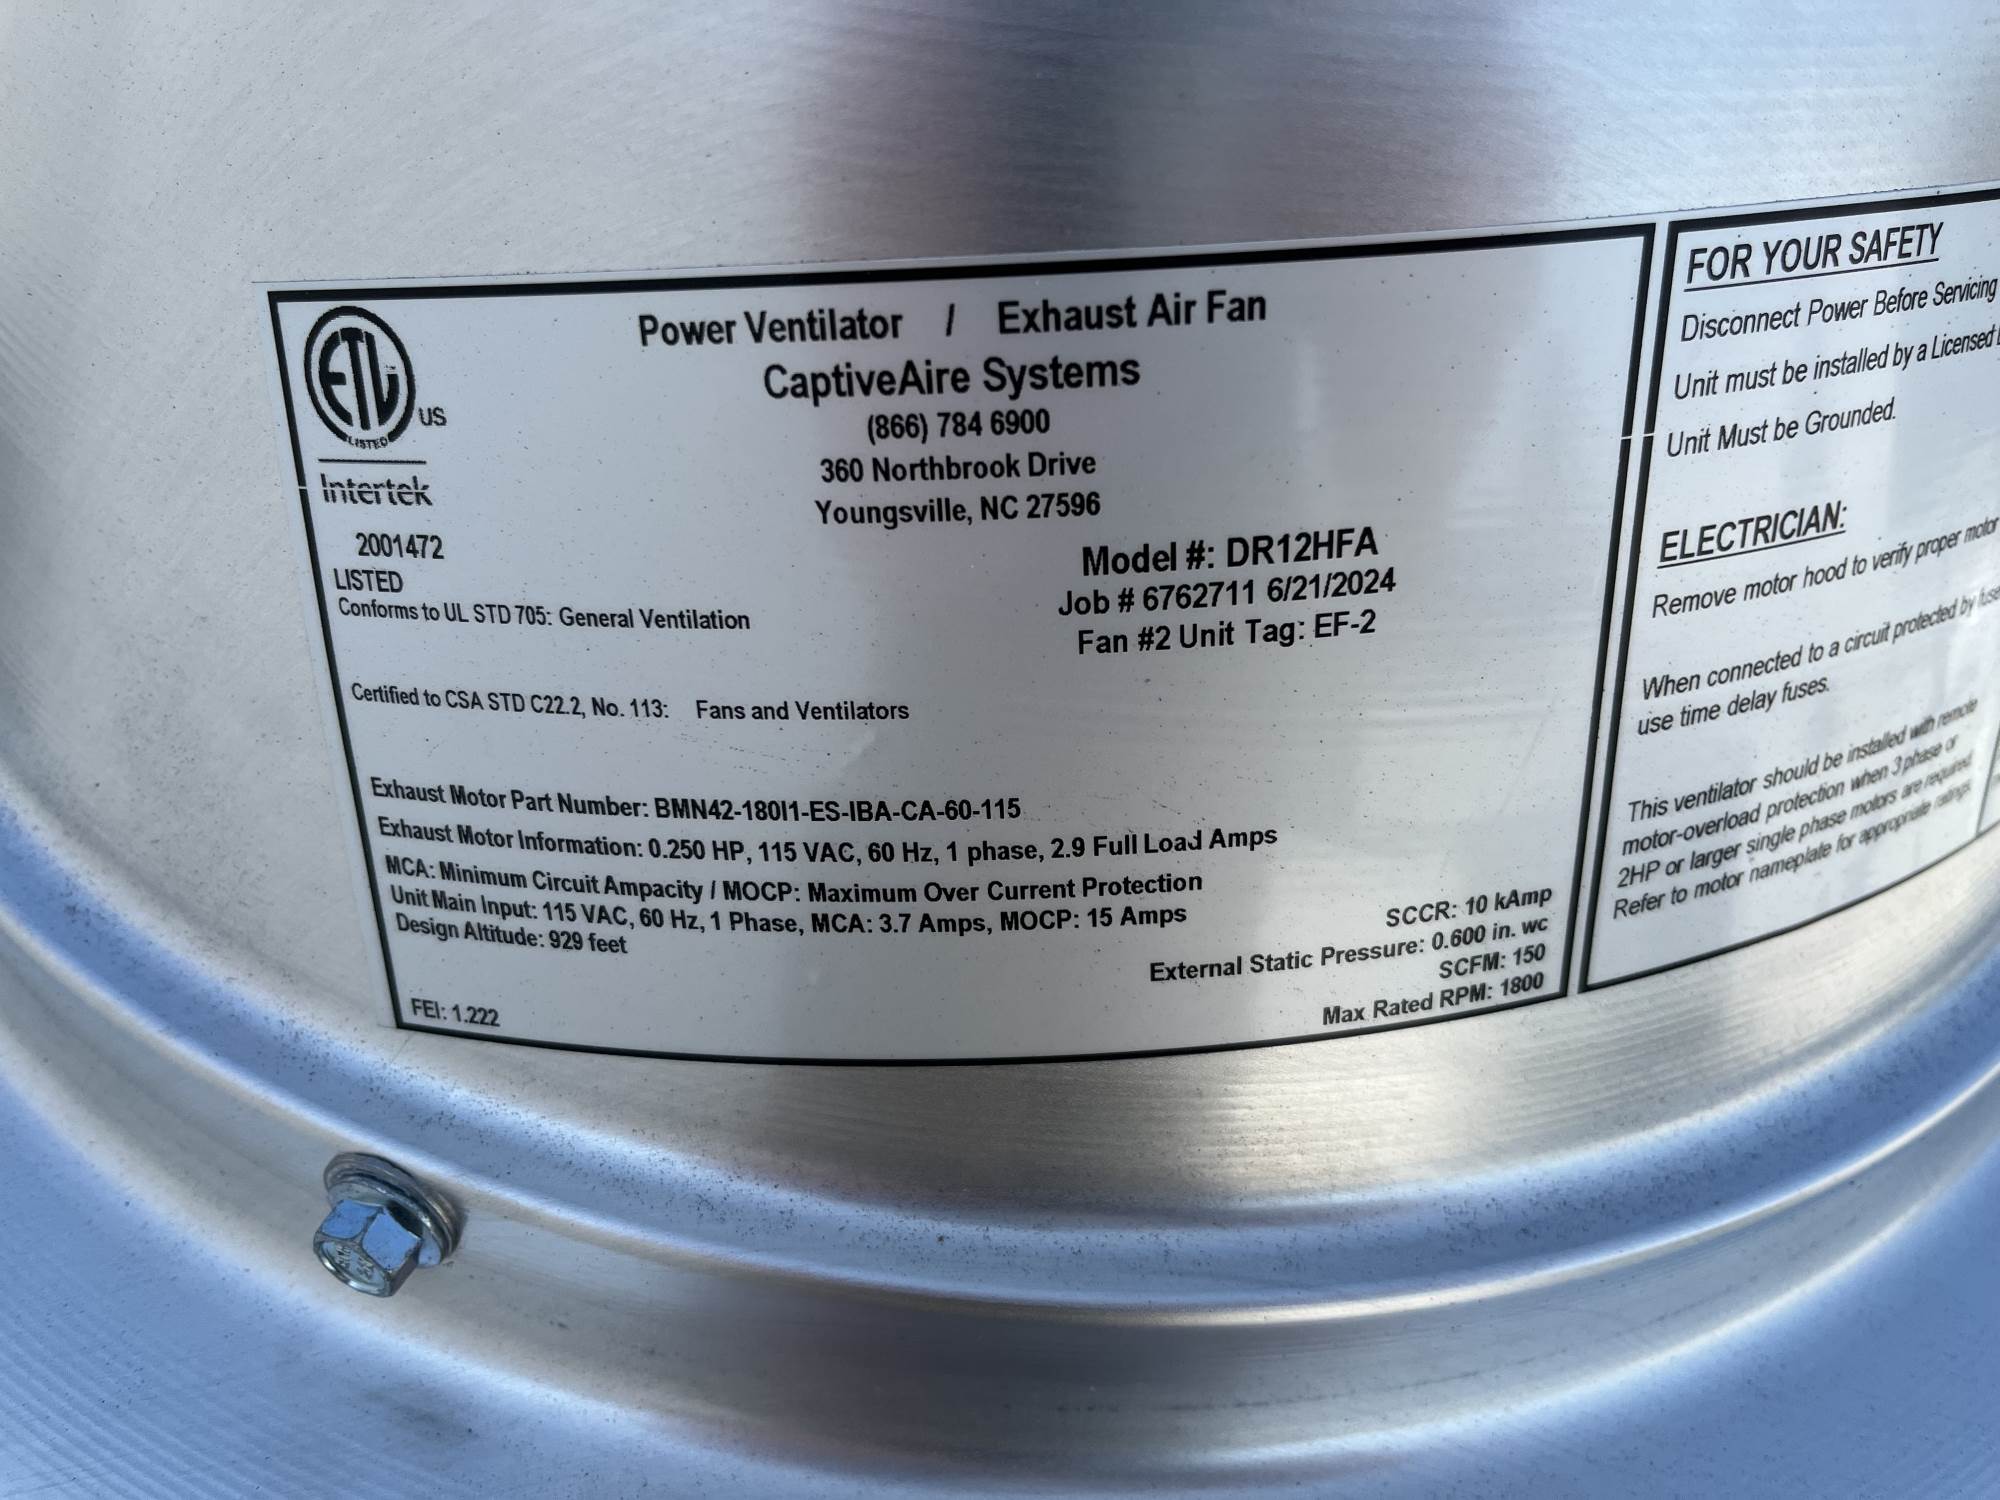 ETL US
LISTED
Intertek
2001472
LISTED
Conforms to UL STD 705: General Ventilation
Certified to CSA STD C22.2, No. 113: Fans and Ventilators
Power Ventilator / Exhaust Air Fan
CaptiveAire Systems
(866) 784 6900
360 Northbrook Drive
Youngsville, NC 27596
Model #: DR12HFA
Job # 6762711 6/21/2024
Fan #2 Unit Tag: EF-2
Exhaust Motor Part Number: BMN42-180I1-ES-IBA-CA-60-115
Exhaust Motor Information: 0.250 HP, 115 VAC, 60 Hz, 1 phase, 2.9 Full Load Amps
MCA: Minimum Circuit Ampacity / MOCP: Maximum Over Current Protection
Unit Main Input: 115 VAC, 60 Hz, 1 Phase, MCA: 3.7 Amps, MOCP: 15 Amps
Design Altitude: 929 feet
FEI: 1.222
SCCR: 10 kAmp
External Static Pressure: 0.600 in. wc
SCFM: 150
Max Rated RPM: 1800
FOR YOUR SAFETY
Disconnect Power Before Servicing
Unit must be installed by a Licensed
Unit Must be Grounded.
ELECTRICIAN:
Remove motor hood to verify proper motor
When connected to a circuit protected by
use time delay fuses.
This ventilator should be installed with remote
motor-overload protection when 3 phase or
2HP or larger single phase motors are required.
Refer to motor nameplate for appropriate ratings.